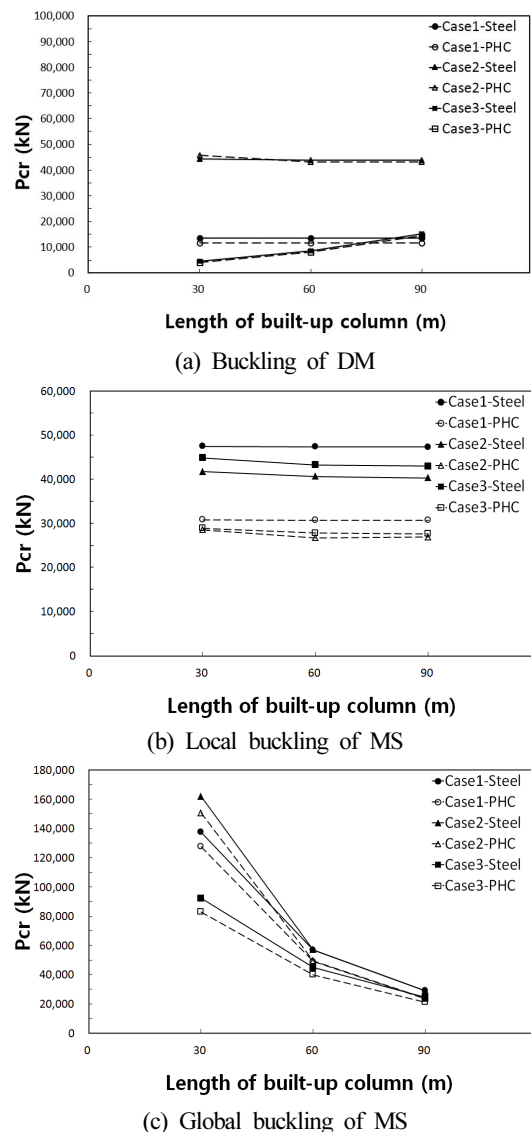 100,000
90,000
80,000
70,000
60,000
50,000
40,000
30,000
20,000
10,000
0
Pcr (kN)
Case1-Steel
Case1-PHC
Case2-Steel
Case2-PHC
Case3-Steel
Case3-PHC
0 30 60 90
Length of built-up column (m)
(a) Buckling of DM
60,000
50,000
40,000
30,000
20,000
10,000
0
Pcr (kN)
Case1-Steel
Case1-PHC
Case2-Steel
Case2-PHC
Case3-Steel
Case3-PHC
0 30 60 90
Length of built-up column (m)
(b) Local buckling of MS
180,000
160,000
140,000
120,000
100,000
80,000
60,000
40,000
20,000
0
Pcr (kN)
Case1-Steel
Case1-PHC
Case2-Steel
Case2-PHC
Case3-Steel
Case3-PHC
0 30 60 90
Length of built-up column (m)
(c) Global buckling of MS